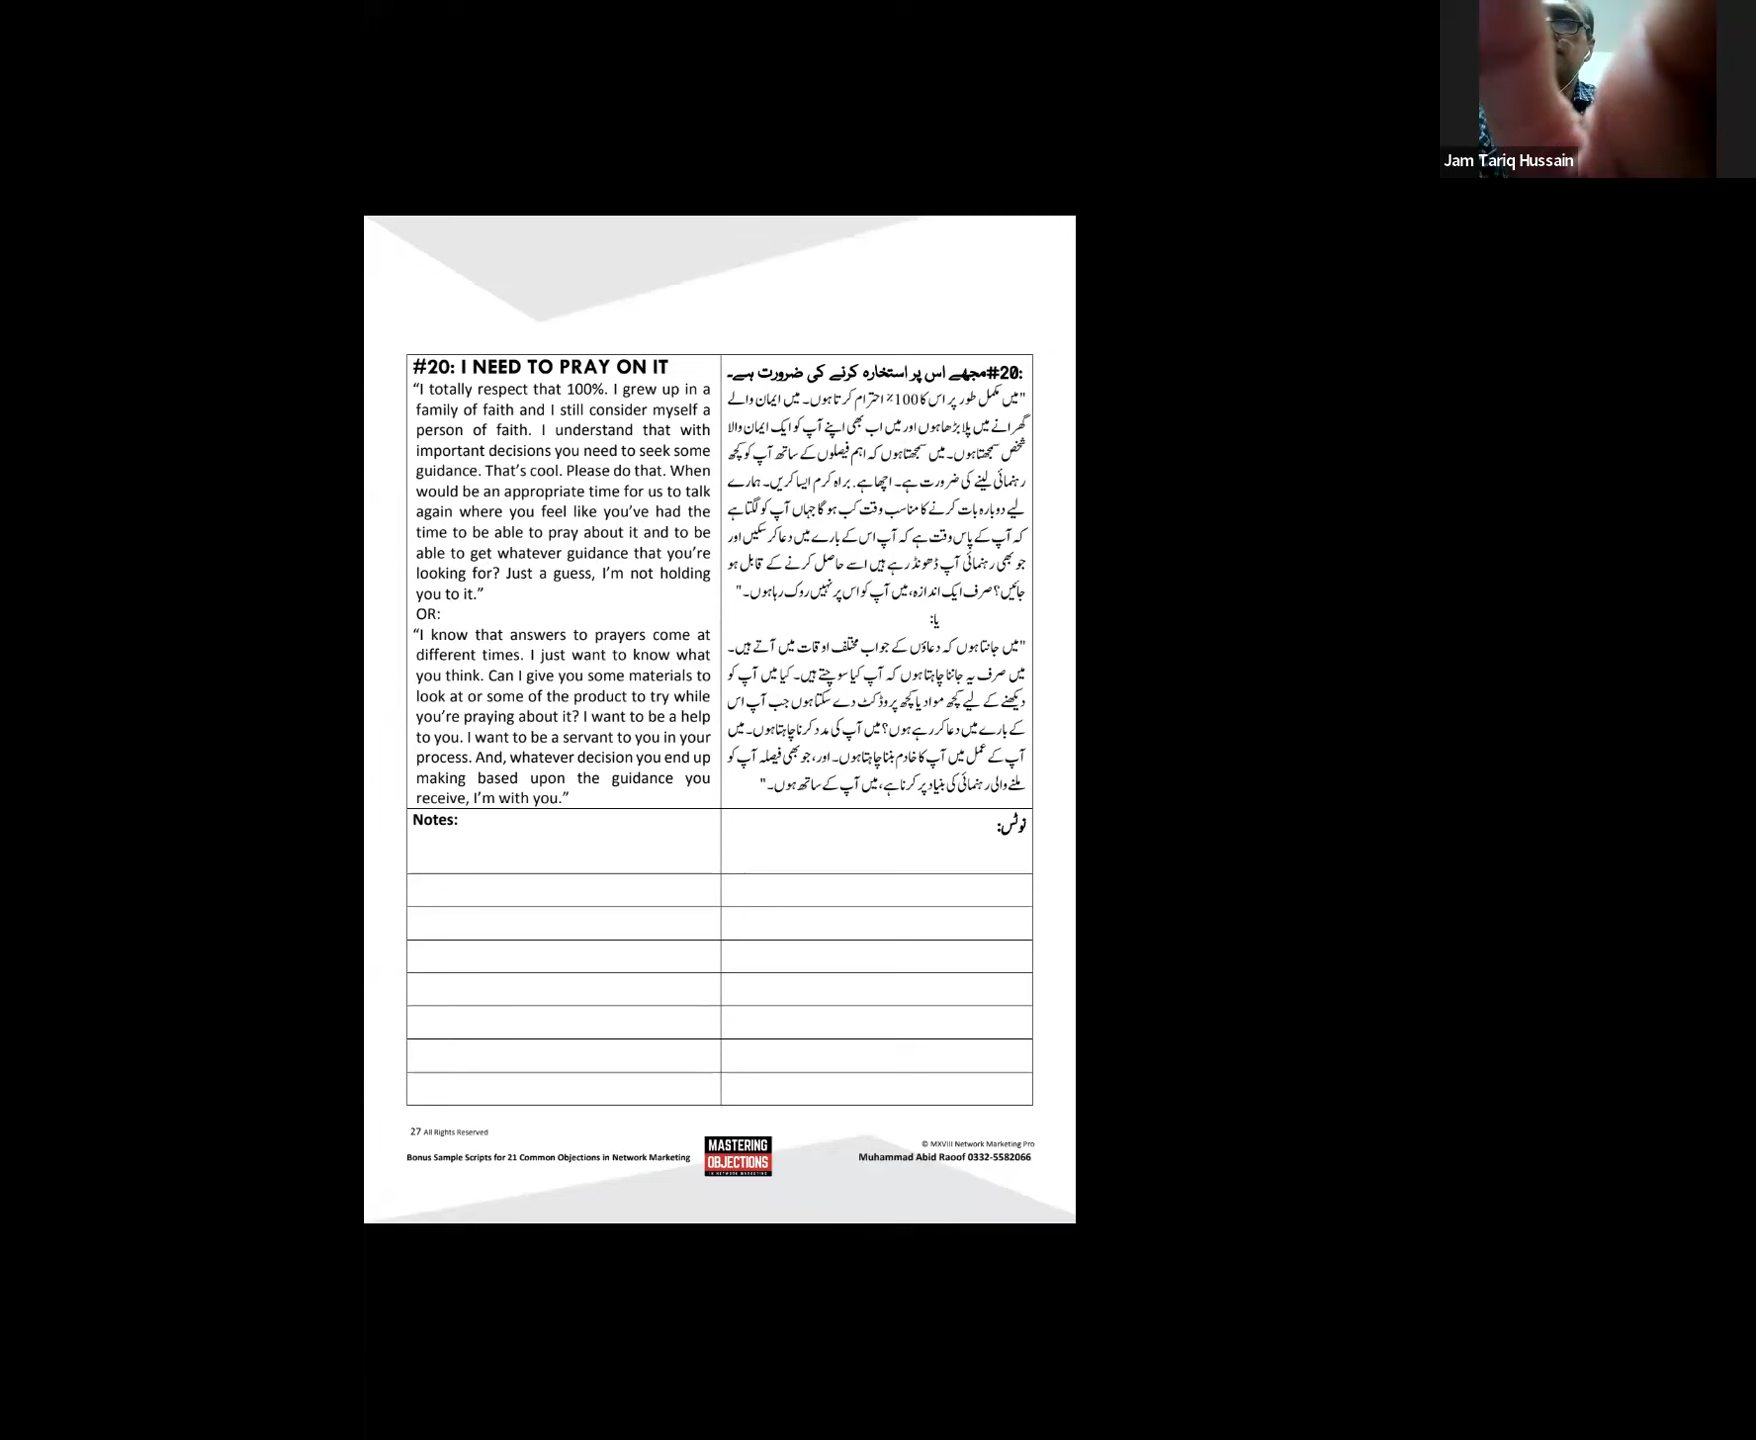 Jam Tariq Hussain
#20: I NEED TO PRAY ON IT
“I totally respect that 100%. I grew up in a
family of faith and I still consider myself a
person of faith. I understand that with
important decisions you need to seek some
guidance. That’s cool. Please do that. When
would be an appropriate time for us to talk
again where you feel like you’ve had the
time to be able to pray about it and to be
able to get whatever guidance that you’re
looking for? Just a guess, I’m not holding
you to it.”
OR:
“I know that answers to prayers come at
different times. I just want to know what
you think. Can I give you some materials to
look at or some of the product to try while
you’re praying about it? I want to be a help
to you. I want to be a servant to you in your
process. And, whatever decision you end up
making based upon the guidance you
receive, I’m with you.”
#20: مجھے اس پر استخارہ کرنے کی ضرورت ہے۔
"میں مکمل طور پر اس کا 100% احترام کرتا ہوں۔ میں ایمان والے
گھرانے میں پلا بڑھا ہوں اور میں اب بھی اپنے آپ کو ایک ایمان والا
شخص سمجھتا ہوں۔ میں سمجھتا ہوں کہ اہم فیصلوں کے ساتھ آپ کو کچھ
رہنمائی لینے کی ضرورت ہے۔ اچھا ہے. براہ کرم ایسا کریں۔ ہمارے
لیے دوبارہ بات کرنے کا مناسب وقت کب ہو گا جہاں آپ کو لگتا ہے
کہ آپ کے پاس وقت ہے کہ آپ اس کے بارے میں دعا کر سکیں اور
جو بھی رہنمائی آپ ڈھونڈ رہے ہیں اسے حاصل کرنے کے قابل ہو
جائیں؟ صرف ایک اندازہ، میں آپ کو اس پر نہیں روک رہا ہوں۔"
یا:
"میں جانتا ہوں کہ دعاؤں کے جواب مختلف اوقات میں آتے ہیں۔
میں صرف یہ جاننا چاہتا ہوں کہ آپ کیا سوچتے ہیں۔ کیا میں آپ کو
دیکھنے کے لیے کچھ مواد یا کچھ پروڈکٹ دے سکتا ہوں جب آپ اس
کے بارے میں دعا کر رہے ہوں؟ میں آپ کی مدد کرنا چاہتا ہوں۔ میں
آپ کے عمل میں آپ کا خادم بننا چاہتا ہوں۔ اور، جو بھی فیصلہ آپ کو
ملنے والی رہنمائی کی بنیاد پر کرنا ہے، میں آپ کے ساتھ ہوں۔"
Notes:
نوٹس:
27 All Rights Reserved
© MXVIII Network Marketing Pro
Bonus Sample Scripts for 21 Common Objections in Network Marketing
MASTERING
OBJECTIONS
IN NETWORK MARKETING
Muhammad Abid Raoof 0332-5582066